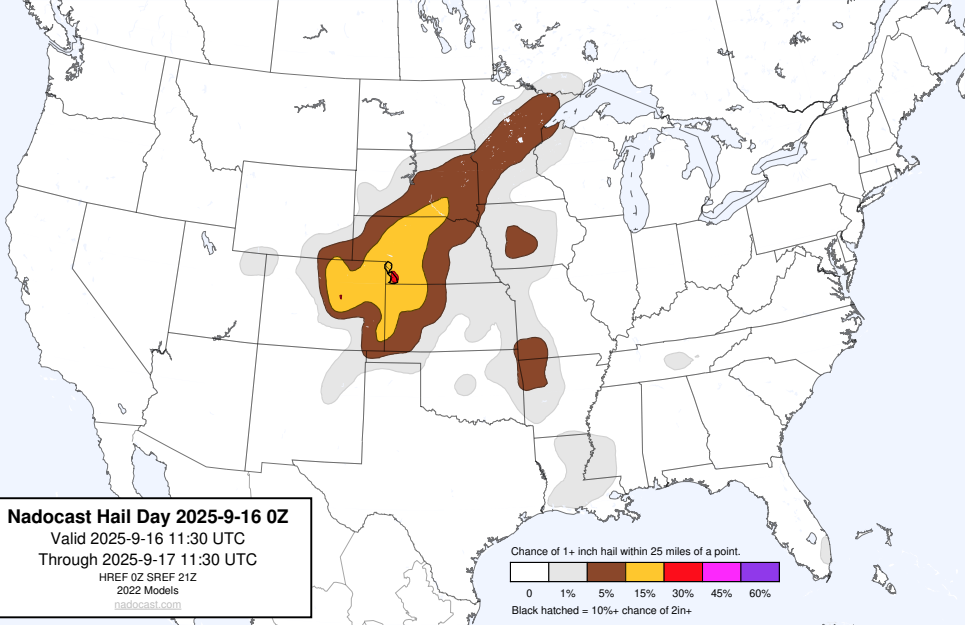 Nadocast Hail Day 2025-9-16 0Z
Valid 2025-9-16 11:30 UTC
Through 2025-9-17 11:30 UTC
HREF 0Z SREF 21Z
2022 Models
nadocast.com
Chance of 1+ inch hail within 25 miles of a point.
0 1% 5% 15% 30% 45% 60%
Black hatched = 10%+ chance of 2in+